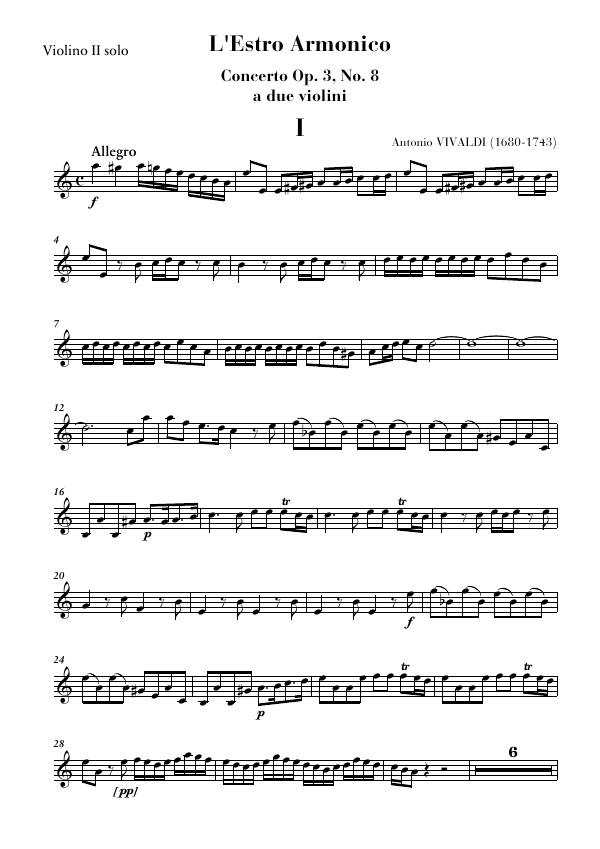 Violino II solo
L'Estro Armonico
Concerto Op. 3, No. 8
a due violini
I
Antonio VIVALDI (1680-1743)
Allegro
f
4
7
12
16
p
tr
tr
20
f
24
p
tr
tr
28
[pp]
6